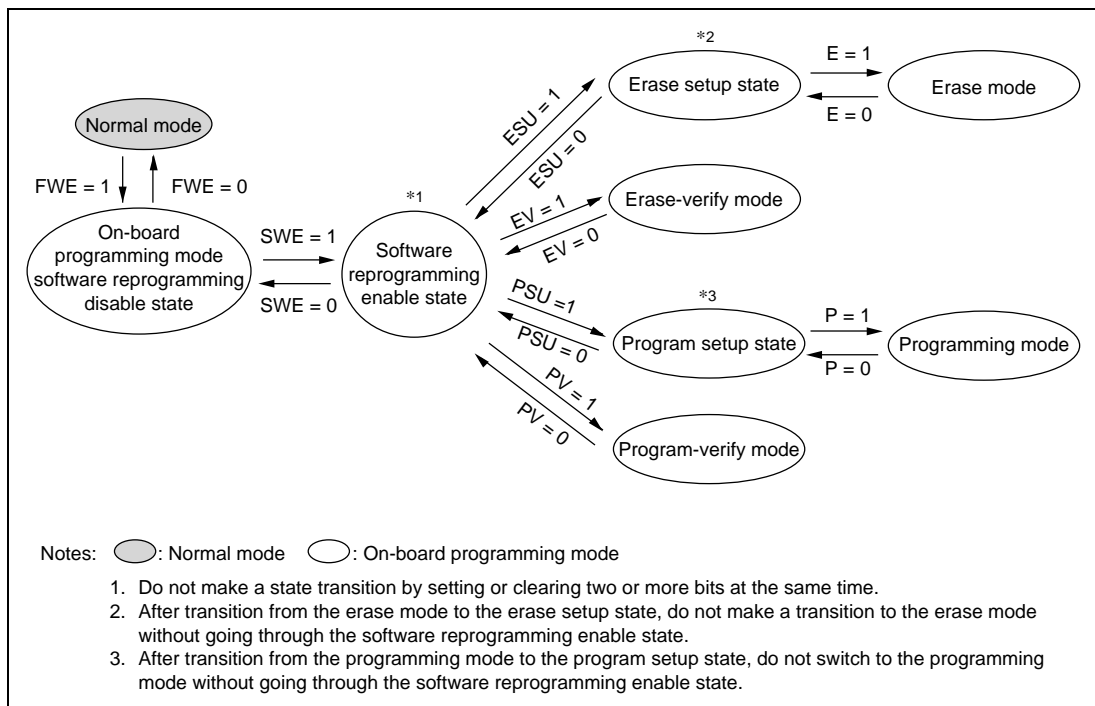 *2
E = 1
Erase setup state
Erase mode
E = 0
ESU = 1
ESU = 0
Normal mode
FWE = 1
FWE = 0
*1
EV = 1
Erase-verify mode
EV = 0
On-board
programming mode
software reprogramming
disable state
SWE = 1
SWE = 0
Software
reprogramming
enable state
PSU =1
PSU = 0
*3
P = 1
Program setup state
Programming mode
P = 0
PV = 1
PV = 0
Program-verify mode
Notes: : Normal mode : On-board programming mode
1. Do not make a state transition by setting or clearing two or more bits at the same time.
2. After transition from the erase mode to the erase setup state, do not make a transition to the erase mode
without going through the software reprogramming enable state.
3. After transition from the programming mode to the program setup state, do not switch to the programming
mode without going through the software reprogramming enable state.